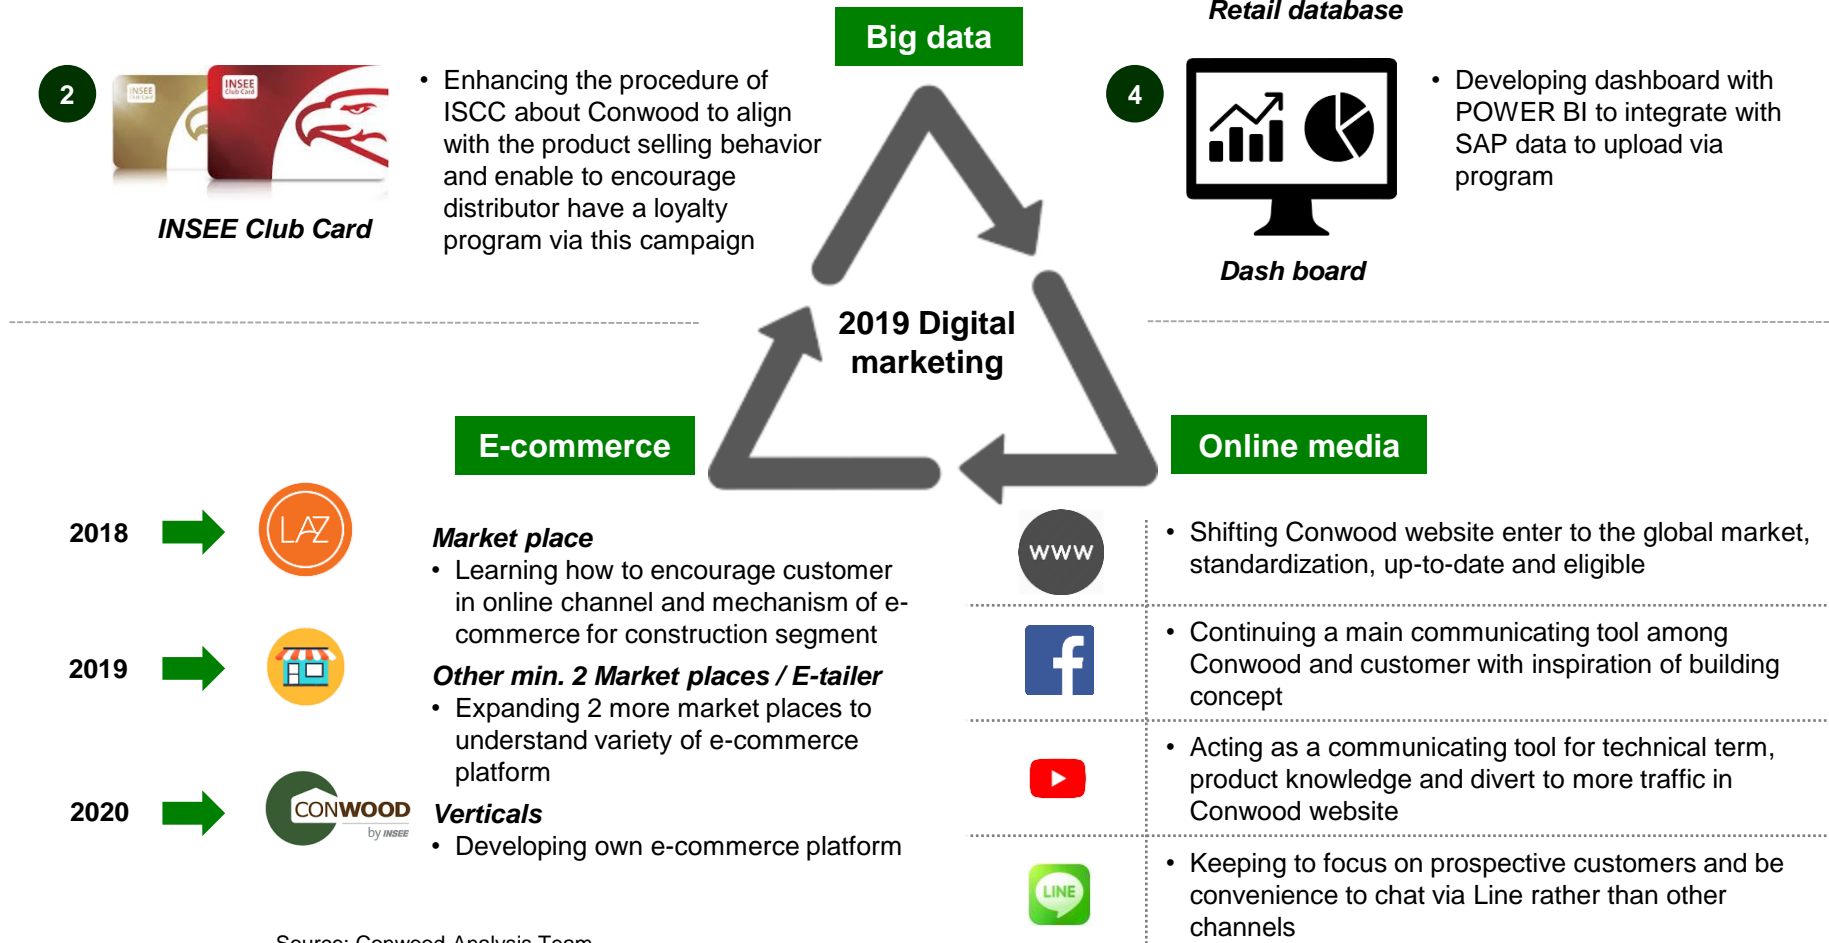 Retail database
Big data
2
INSEE
Club Card
INSEE
Club Card
INSEE Club Card
• Enhancing the procedure of
ISCC about Conwood to align
with the product selling behavior
and enable to encourage
distributor have a loyalty
program via this campaign
4
Dash board
• Developing dashboard with
POWER BI to integrate with
SAP data to upload via
program
2019 Digital
marketing
E-commerce
Online media
2018
LAZ
Market place
• Learning how to encourage customer
in online channel and mechanism of e-
commerce for construction segment
2019
Other min. 2 Market places / E-tailer
• Expanding 2 more market places to
understand variety of e-commerce
platform
2020
CONWOOD
by INSEE
Verticals
• Developing own e-commerce platform
www
• Shifting Conwood website enter to the global market,
standardization, up-to-date and eligible
f
• Continuing a main communicating tool among
Conwood and customer with inspiration of building
concept
• Acting as a communicating tool for technical term,
product knowledge and divert to more traffic in
Conwood website
LINE
• Keeping to focus on prospective customers and be
convenience to chat via Line rather than other
channels
Source: Conwood Analysis Team